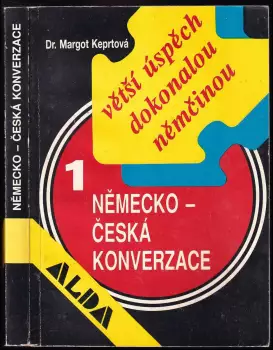 NĚMECKO – ČESKÁ KONVERZACE
Dr. Margot Keprtová
větší úspěch
dokonalou
němčinou
1
NĚMECKO –
ČESKÁ
KONVERZACE
ALDA